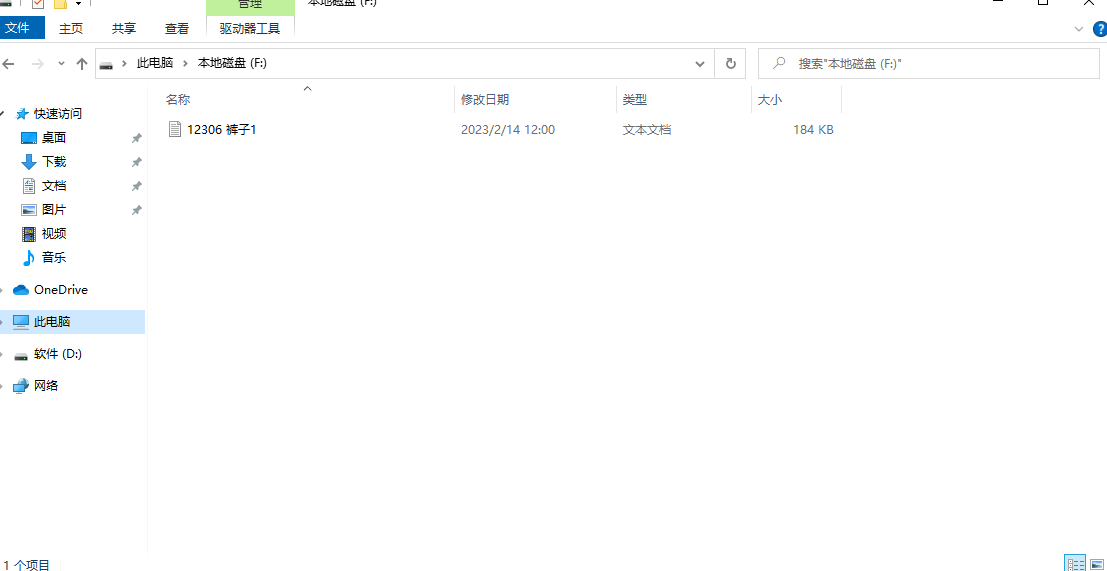 管理
本地磁盘 (F:)
文件 主页 共享 查看 驱动器工具
此电脑 本地磁盘 (F:) 搜索"本地磁盘 (F:)"
名称 修改日期 类型 大小
12306 裤子1 2023/2/14 12:00 文本文档 184 KB
快速访问
桌面
下载
文档
图片
视频
音乐
OneDrive
此电脑
软件 (D:)
网络
1 个项目